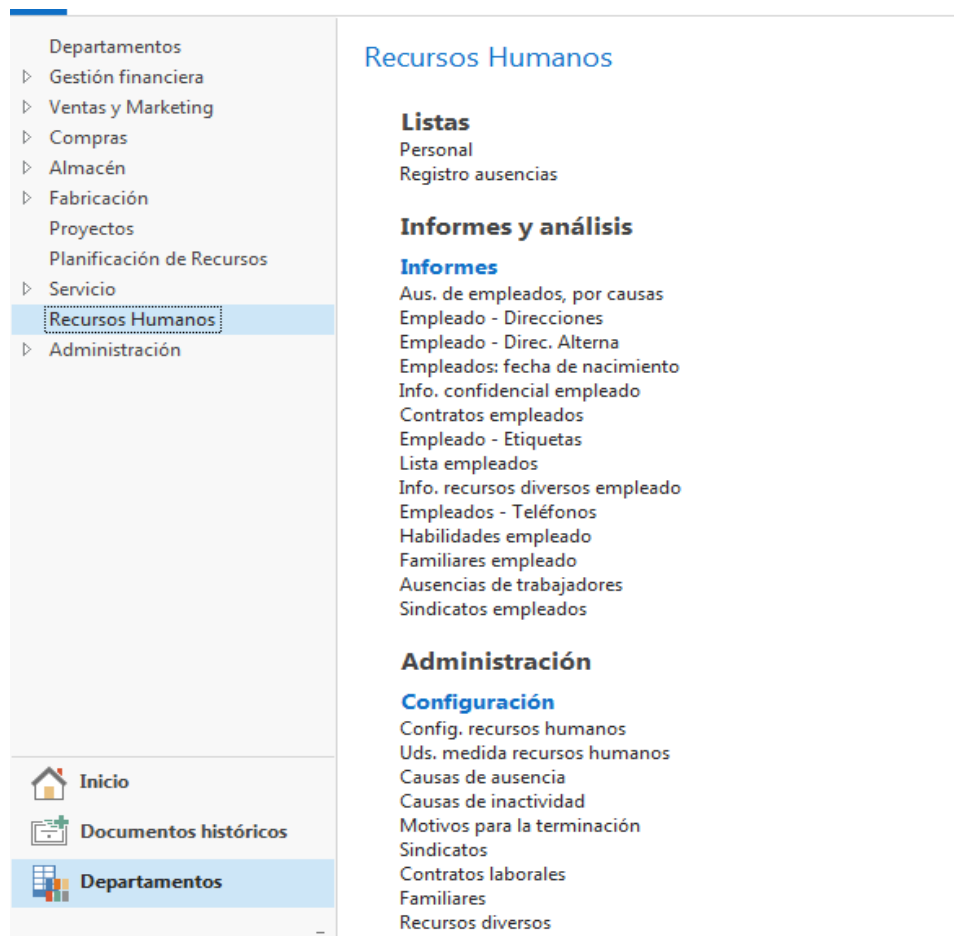 Departamentos
Gestión financiera
Ventas y Marketing
Compras
Almacén
Fabricación
Proyectos
Planificación de Recursos
Servicio
Recursos Humanos
Administración
Inicio
Documentos históricos
Departamentos
Recursos Humanos
Listas
Personal
Registro ausencias
Informes y análisis
Informes
Aus. de empleados, por causas
Empleado - Direcciones
Empleado - Direc. Alterna
Empleados: fecha de nacimiento
Info. confidencial empleado
Contratos empleados
Empleado - Etiquetas
Lista empleados
Info. recursos diversos empleado
Empleados - Teléfonos
Habilidades empleado
Familiares empleado
Ausencias de trabajadores
Sindicatos empleados
Administración
Configuración
Config. recursos humanos
Uds. medida recursos humanos
Causas de ausencia
Causas de inactividad
Motivos para la terminación
Sindicatos
Contratos laborales
Familiares
Recursos diversos